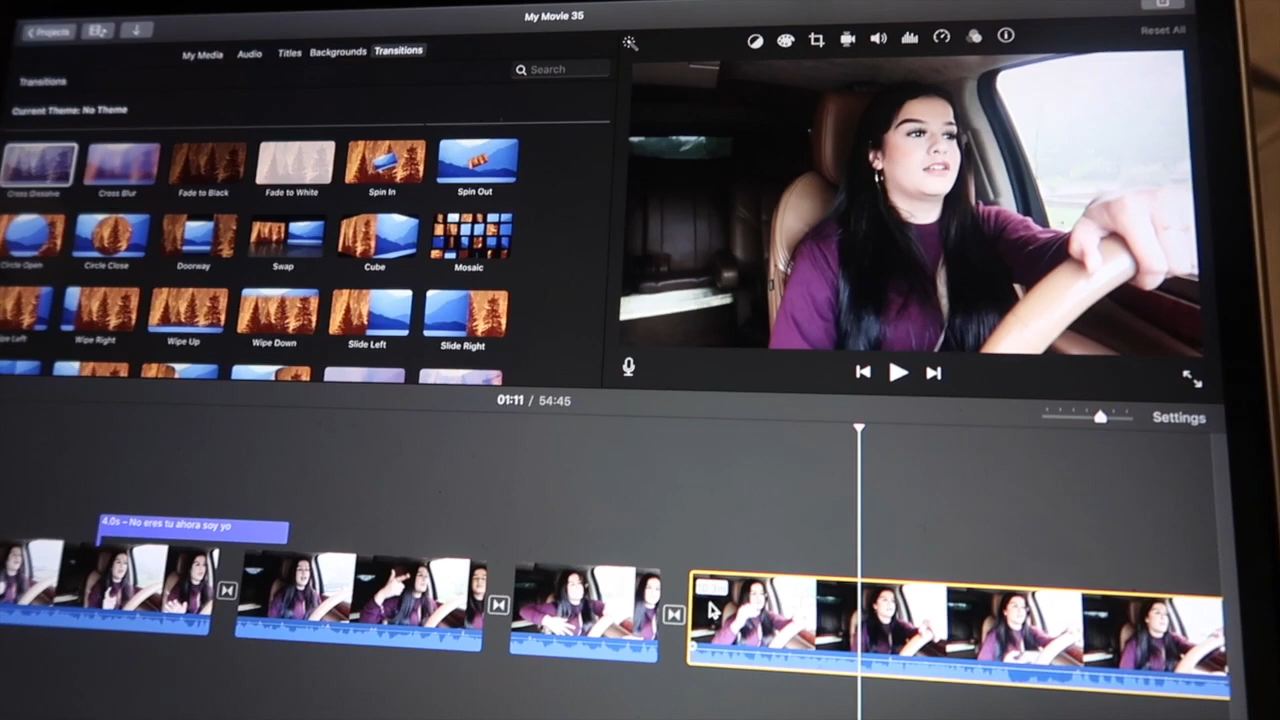 My Movie 35
Projects
Reset All
My Media Audio Titles Backgrounds Transitions
Search
Transitions
Current Theme: No Theme
Cross Dissolve Cross Blur Fade to Black Fade to White Spin In Spin Out
Circle Open Circle Close Doorway Swap Cube Mosaic
Wipe Right Wipe Up Wipe Down Slide Left Slide Right
01:11 / 54:45
Settings
4.0s – No eres tu ahora soy yo